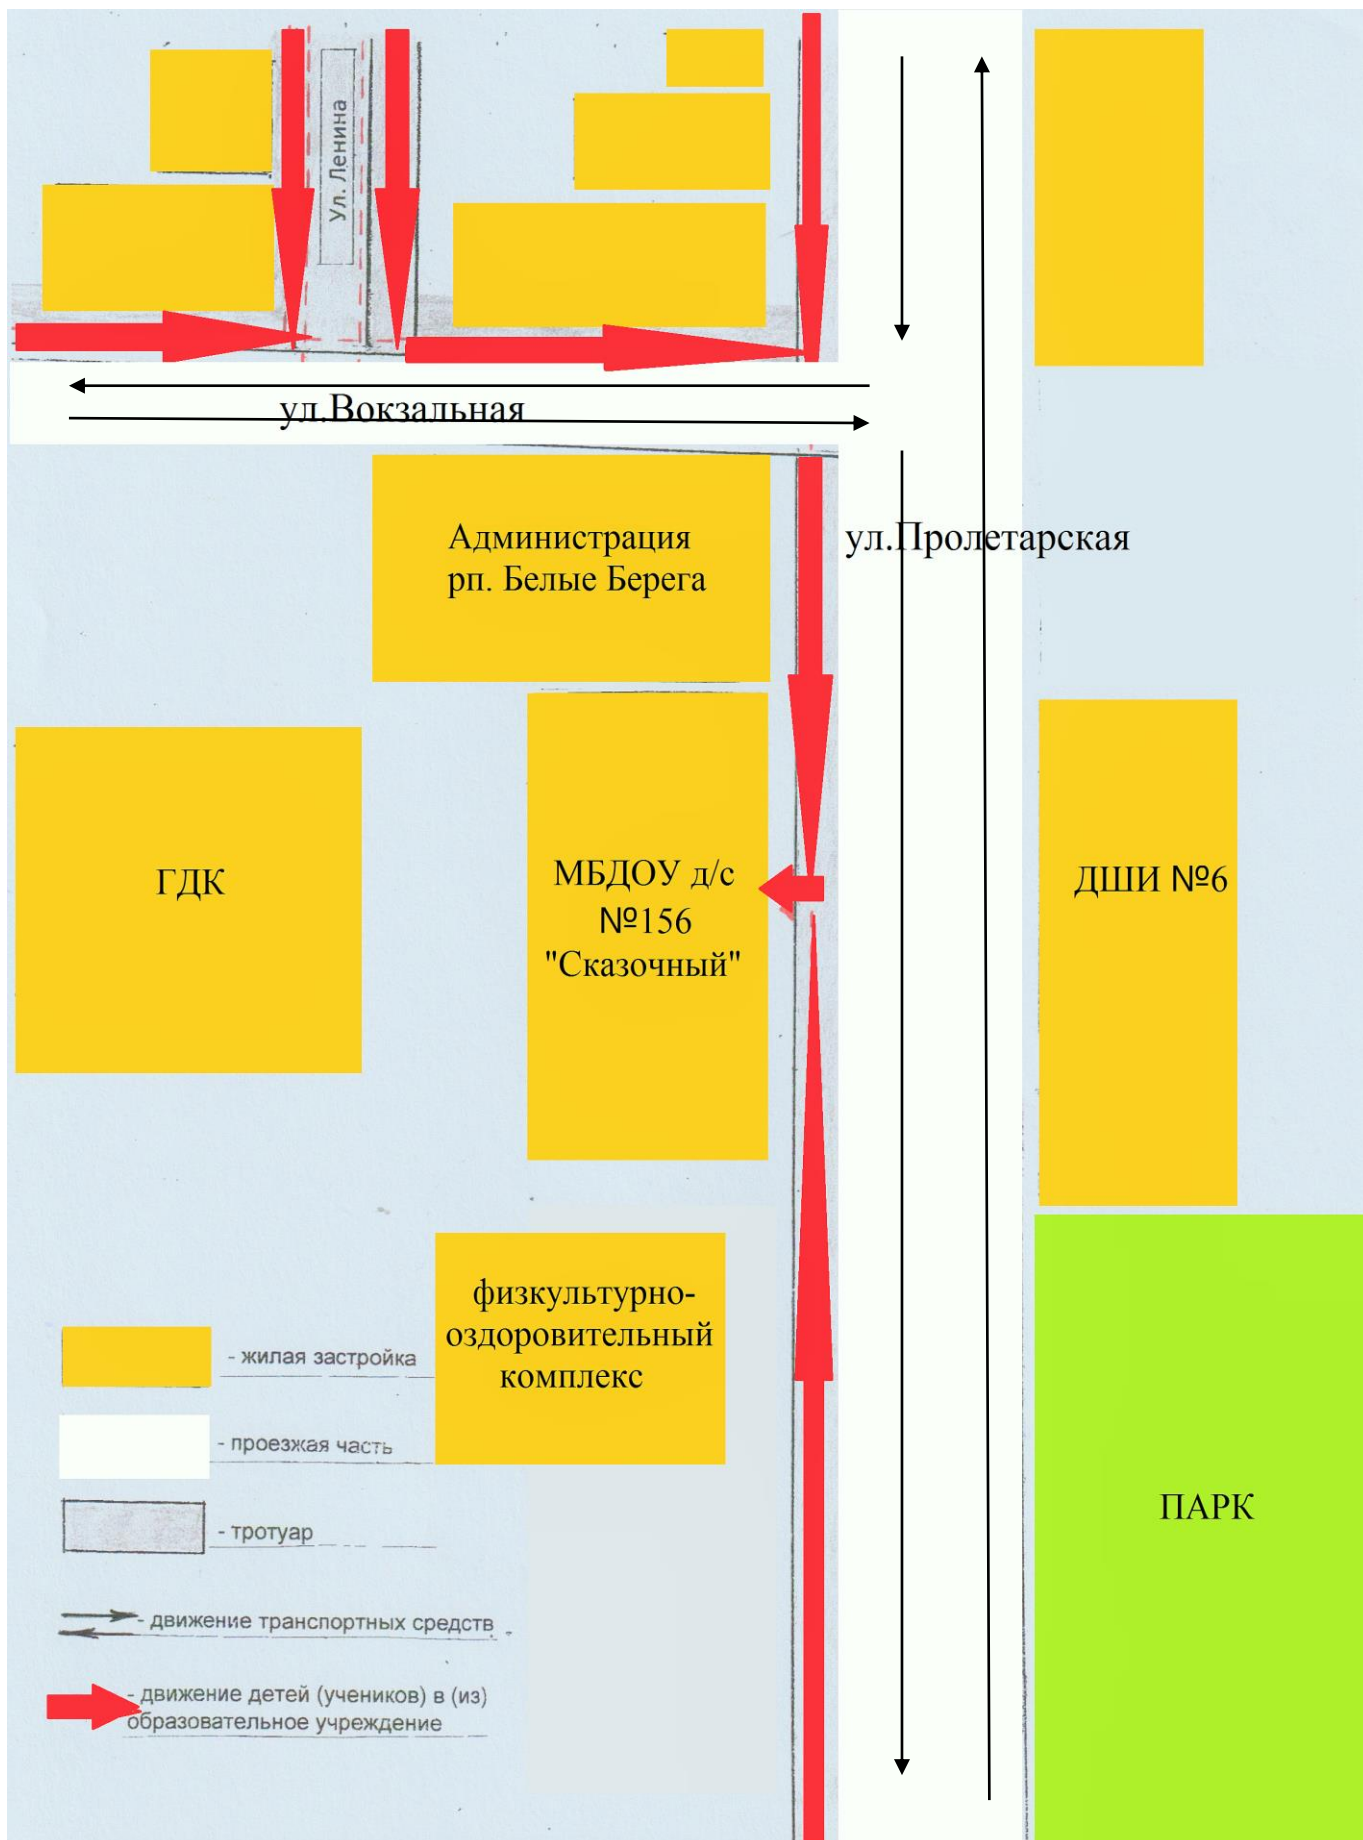 Ул. Ленина
ул.Вокзальная
Администрация
рп. Белые Берега
ул.Пролетарская
ГДК
МБДОУ д/с
№156
"Сказочный"
ДШИ №6
физкультурно-
оздоровительный
комплекс
- жилая застройка
- проезжая часть
- тротуар
- движение транспортных средств
- движение детей (учеников) в (из)
образовательное учреждение
ПАРК